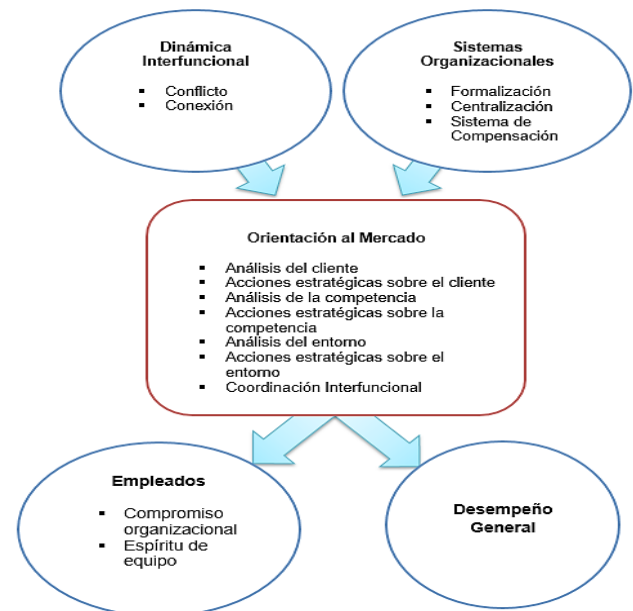 Dinámica
Interfuncional
▪ Conflicto
▪ Conexión
Sistemas
Organizacionales
▪ Formalización
▪ Centralización
▪ Sistema de
Compensación
Orientación al Mercado
▪ Análisis del cliente
▪ Acciones estratégicas sobre el cliente
▪ Análisis de la competencia
▪ Acciones estratégicas sobre la
competencia
▪ Análisis del entorno
▪ Acciones estratégicas sobre el
entorno
▪ Coordinación Interfuncional
Empleados
▪ Compromiso
organizacional
▪ Espíritu de
equipo
Desempeño
General